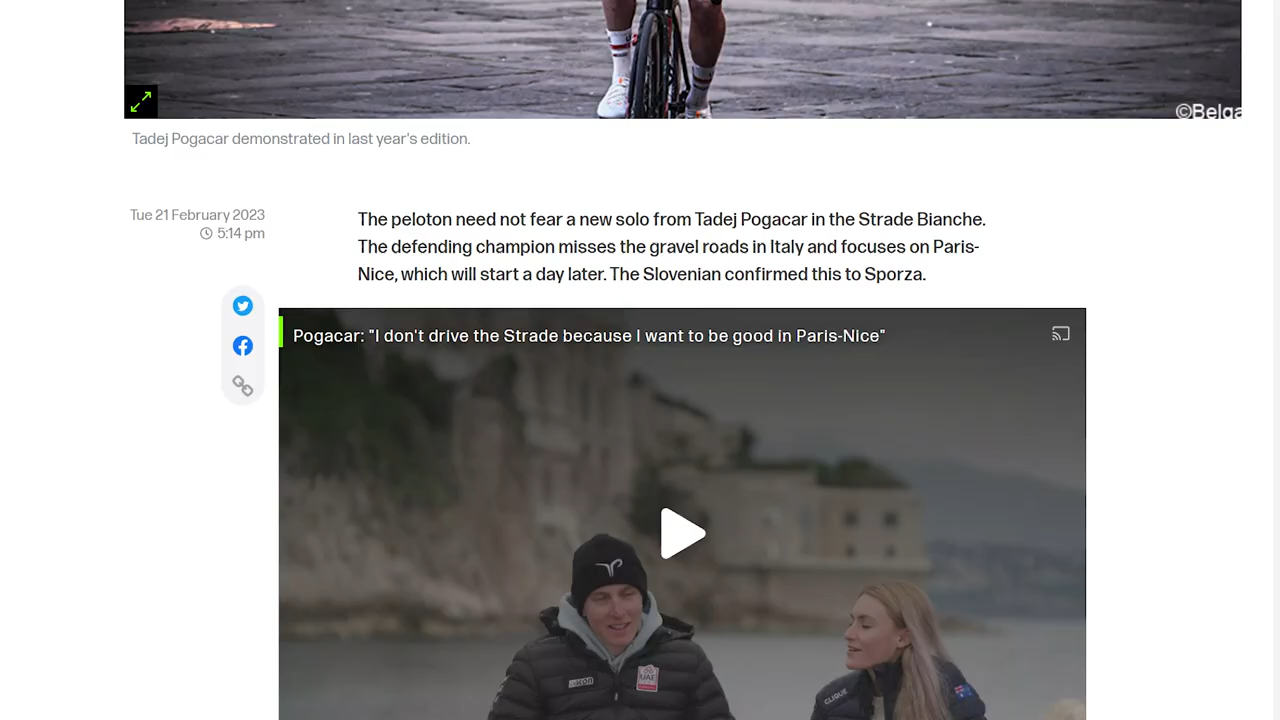 ©Belga
Tadej Pogacar demonstrated in last year's edition.
Tue 21 February 2023
5:14 pm
The peloton need not fear a new solo from Tadej Pogacar in the Strade Bianche.
The defending champion misses the gravel roads in Italy and focuses on Paris-
Nice, which will start a day later. The Slovenian confirmed this to Sporza.
Pogacar: "I don't drive the Strade because I want to be good in Paris-Nice"
UAE
CLIQUE